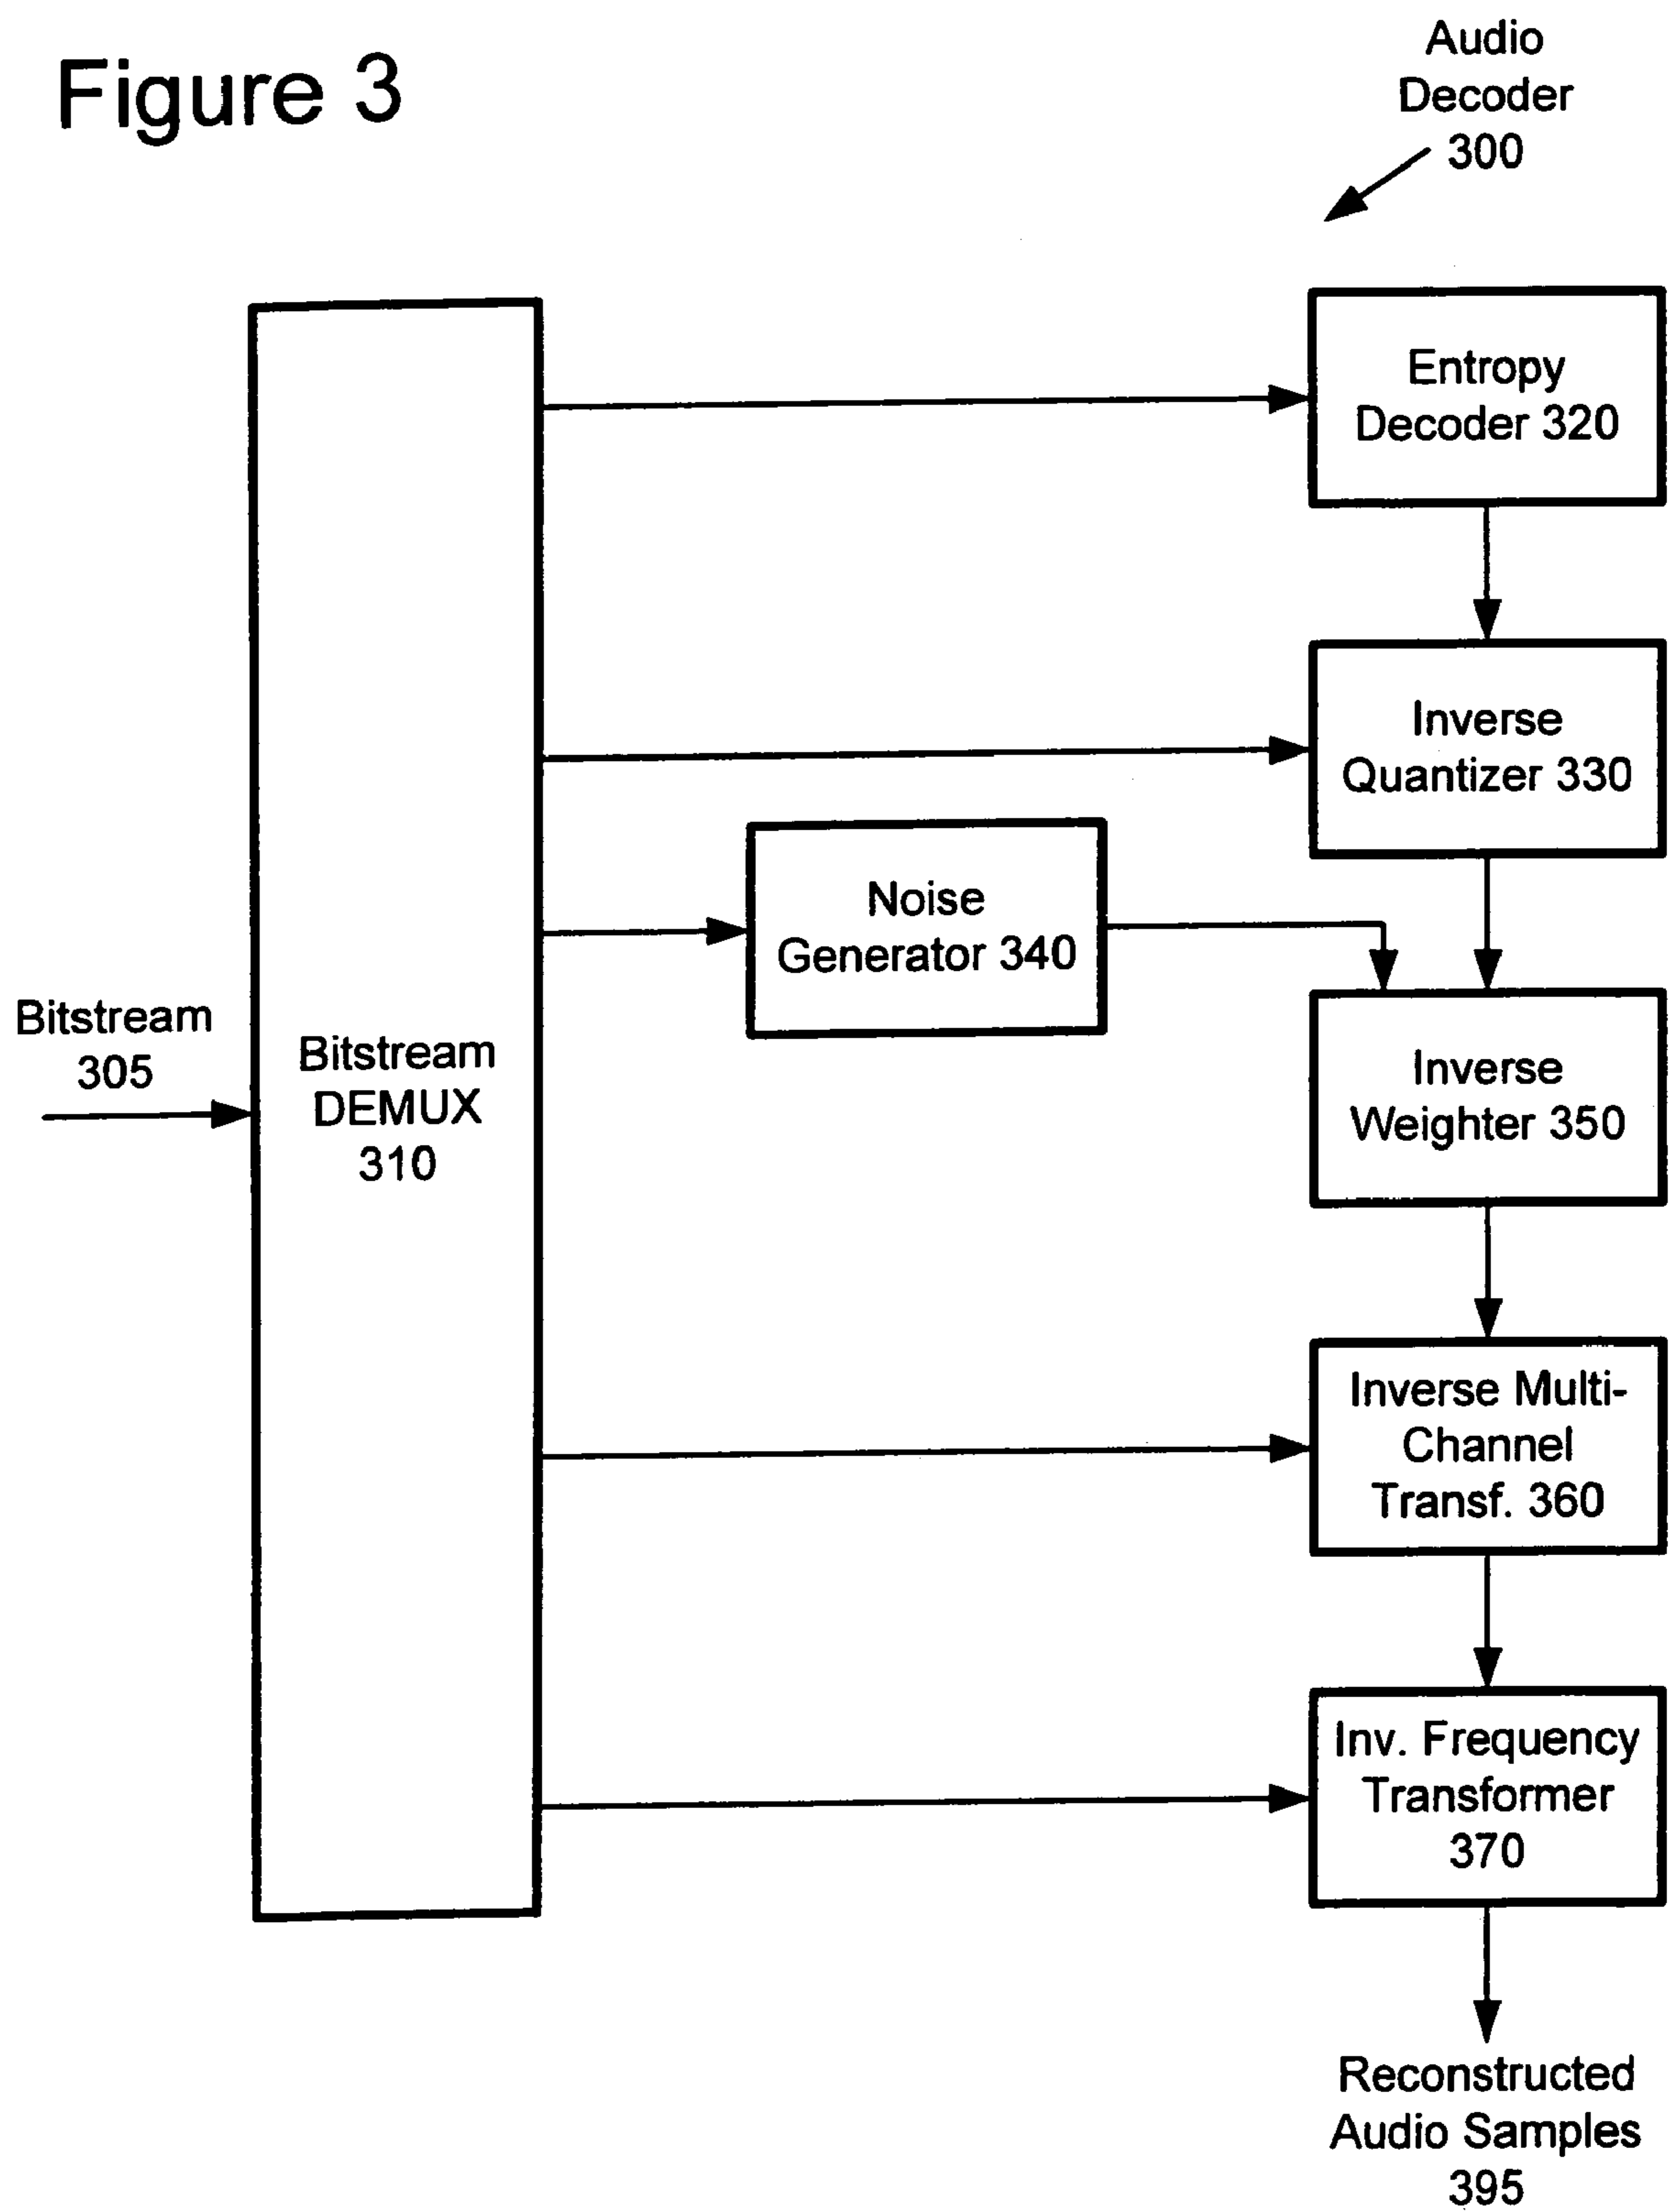 Figure 3
Audio
Decoder
300
Entropy
Decoder 320
Inverse
Quantizer 330
Noise
Generator 340
Bitstream
305
Bitstream
DEMUX
310
Inverse
Weighter 350
Inverse Multi-
Channel
Transf. 360
Inv. Frequency
Transformer
370
Reconstructed
Audio Samples
395